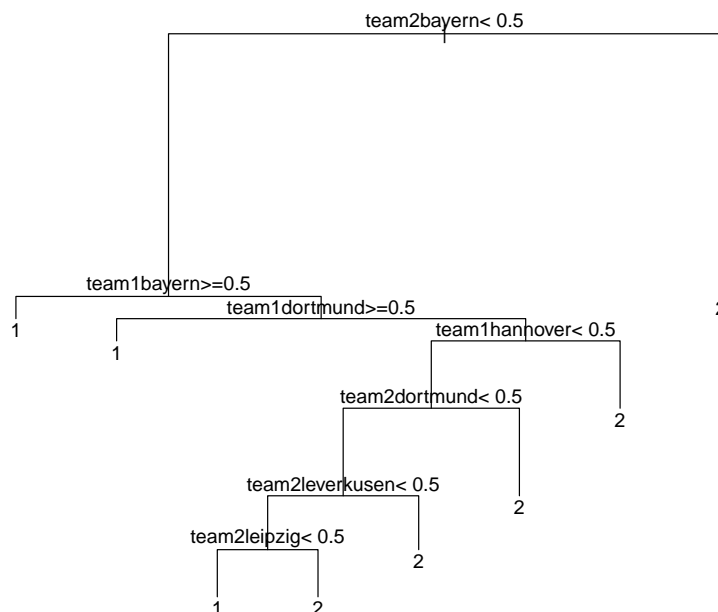 team2bayern< 0.5
team1bayern>=0.5
team1dortmund>=0.5
2
1
1
team1hannover< 0.5
team2dortmund< 0.5
2
team2leverkusen< 0.5
2
team2leipzig< 0.5
2
1
2